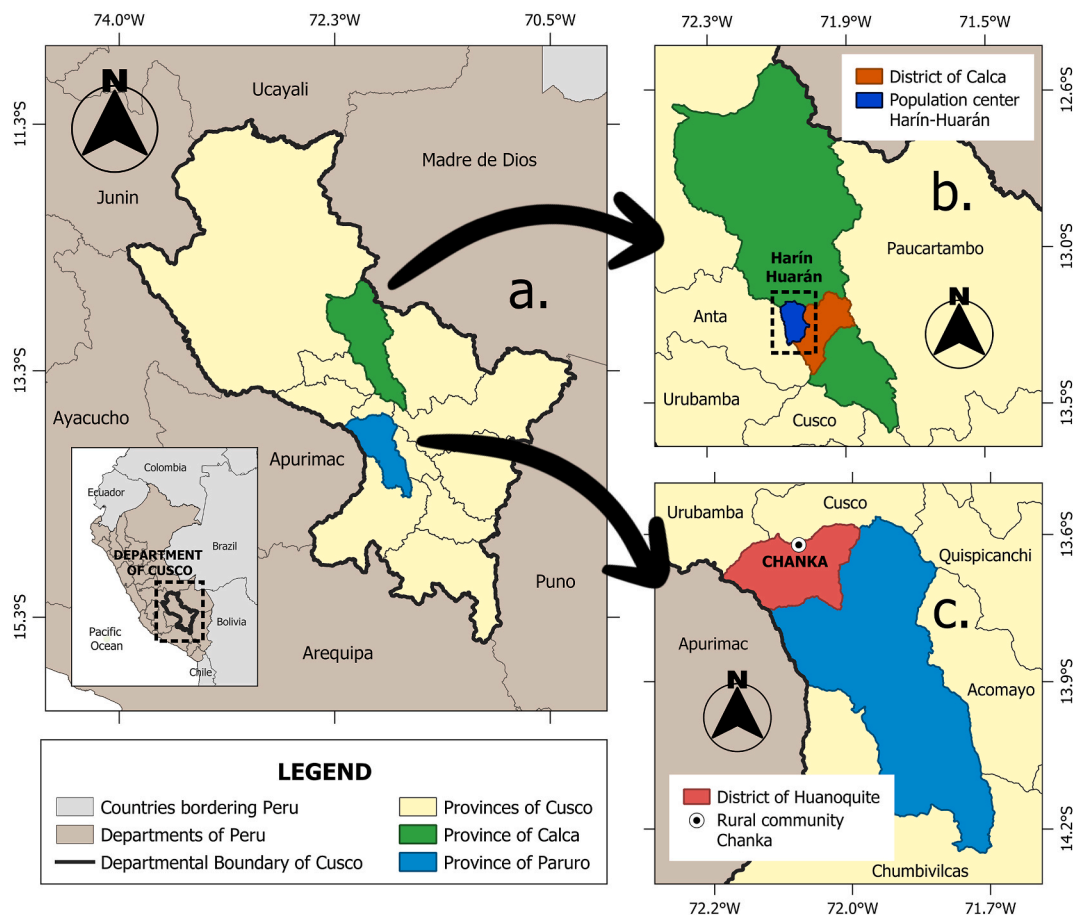 74.0°W
72.3°W
70.5°W
11.3°S
13.3°S
15.3°S
N
Ucayali
Madre de Dios
Junin
a.
Ayacucho
Apurimac
Puno
Arequipa
Colombia
Ecuador
Brazil
DEPARTMENT
OF CUSCO
Pacific
Ocean
Bolivia
Chile
72.3°W
71.9°W
71.5°W
12.6°S
13.0°S
13.5°S
District of Calca
Population center
Harín-Huarán
b.
Paucartambo
Harín
Huarán
N
Anta
Urubamba
Cusco
Urubamba
Cusco
13.6°S
13.9°S
14.2°S
CHANKA
Quispicanchi
c.
Apurimac
Acomayo
N
District of Huanoquite
Rural community
Chanka
Chumbivilcas
72.2°W
72.0°W
71.7°W
LEGEND
Countries bordering Peru
Departments of Peru
Departmental Boundary of Cusco
Provinces of Cusco
Province of Calca
Province of Paruro